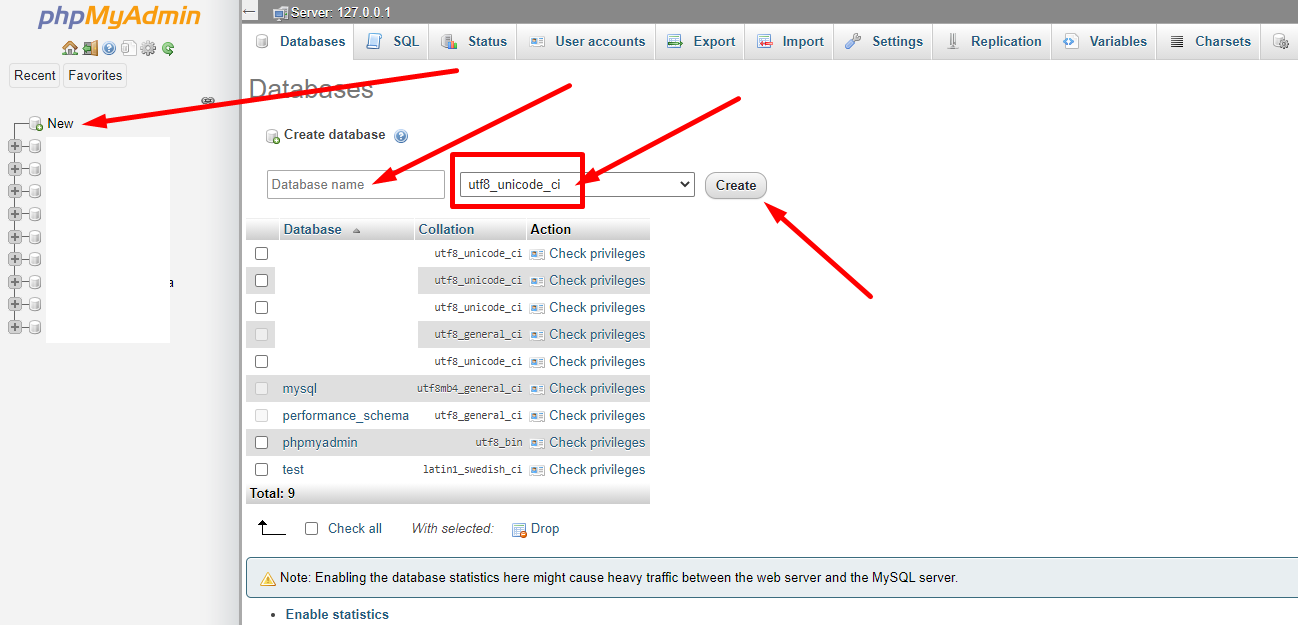 phpMyAdmin
Recent Favorites
New
a
Server: 127.0.0.1
Databases SQL Status User accounts Export Import Settings Replication Variables Charsets
Databases
Create database
Database name utf8_unicode_ci Create
Database Collation Action
utf8_unicode_ci Check privileges
utf8_unicode_ci Check privileges
utf8_unicode_ci Check privileges
utf8_general_ci Check privileges
utf8_unicode_ci Check privileges
mysql utf8mb4_general_ci Check privileges
performance_schema utf8_general_ci Check privileges
phpmyadmin utf8_bin Check privileges
test latin1_swedish_ci Check privileges
Total: 9
Check all With selected: Drop
Note: Enabling the database statistics here might cause heavy traffic between the web server and the MySQL server.
• Enable statistics